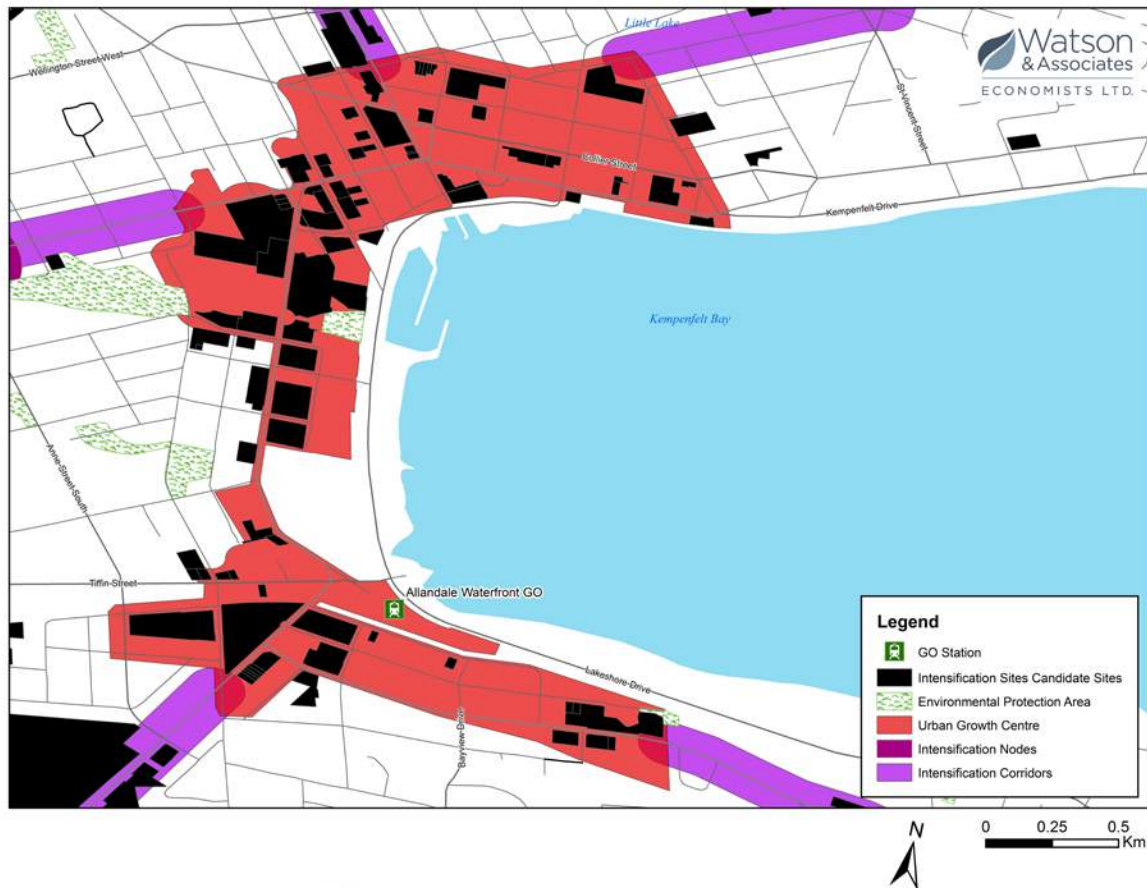 Little Lake
Watson
& Associates
ECONOMISTS LTD.
Wellington-Street-West
St-Vincent-Street
Collier-Street
Kempenfelt-Drive
Kempenfelt Bay
Anne-Street-South
Tiffin-Street
Allandale Waterfront GO
Lakeshore-Drive
Bayview-Drive
Legend
GO Station
Intensification Sites Candidate Sites
Environmental Protection Area
Urban Growth Centre
Intensification Nodes
Intensification Corridors
N
0 0.25 0.5
Km